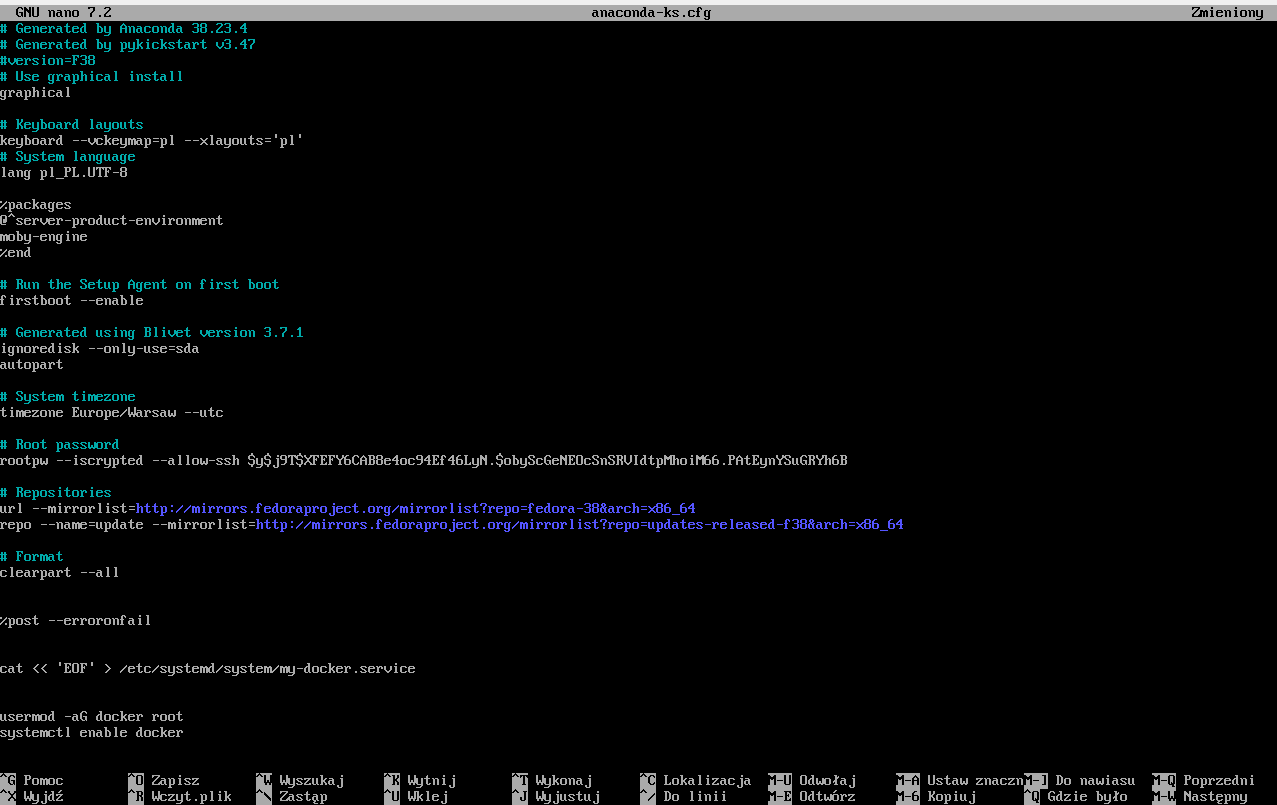 GNU nano 7.2 anaconda-ks.cfg Zmieniony
# Generated by Anaconda 38.23.4
# Generated by pykickstart v3.47
#version=F38
# Use graphical install
graphical
# Keyboard layouts
keyboard --vckeymap=pl --xlayouts='pl'
# System language
lang pl_PL.UTF-8
%packages
@^server-product-environment
moby-engine
%end
# Run the Setup Agent on first boot
firstboot --enable
# Generated using Blivet version 3.7.1
ignoredisk --only-use=sda
autopart
# System timezone
timezone Europe/Warsaw --utc
# Root password
rootpw --iscrypted --allow-ssh $y$j9T$XFEFY6CAB8e4oc94Ef46LyN.$obyScGeNEOcSnSRVIdtpMhoiM66.PAtEynYSuGRYh6B
# Repositories
url --mirrorlist=http://mirrors.fedoraproject.org/mirrorlist?repo=fedora-38&arch=x86_64
repo --name=update --mirrorlist=http://mirrors.fedoraproject.org/mirrorlist?repo=updates-released-f38&arch=x86_64
# Format
clearpart --all
%post --erroronfail
cat << 'EOF' > /etc/systemd/system/my-docker.service
usermod -aG docker root
systemctl enable docker
^G Pomoc ^O Zapisz ^W Wyszukaj ^K Wytnij ^T Wykonaj ^C Lokalizacja M-U Odwołaj M-A Ustaw znaczn M-] Do nawiasu M-Q Poprzedni
^X Wyjdź ^R Wczyt.plik ^\ Zastąp ^U Wklej ^J Wyjustuj ^/ Do linii M-E Odtwórz M-6 Kopiuj ^Q Gdzie było M-W Następny